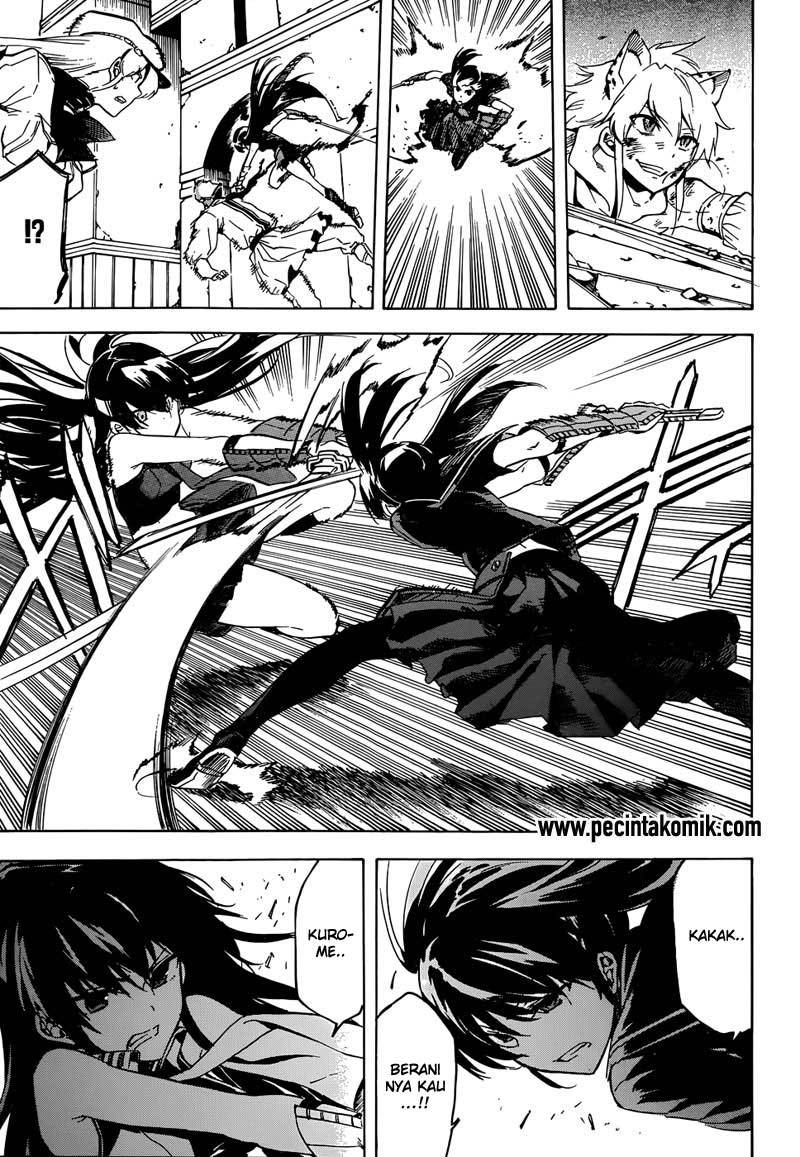 !?
www.pecintakomik.com
KAKAK..
BERANI
NYA KAU
...!!
KURO-
ME..